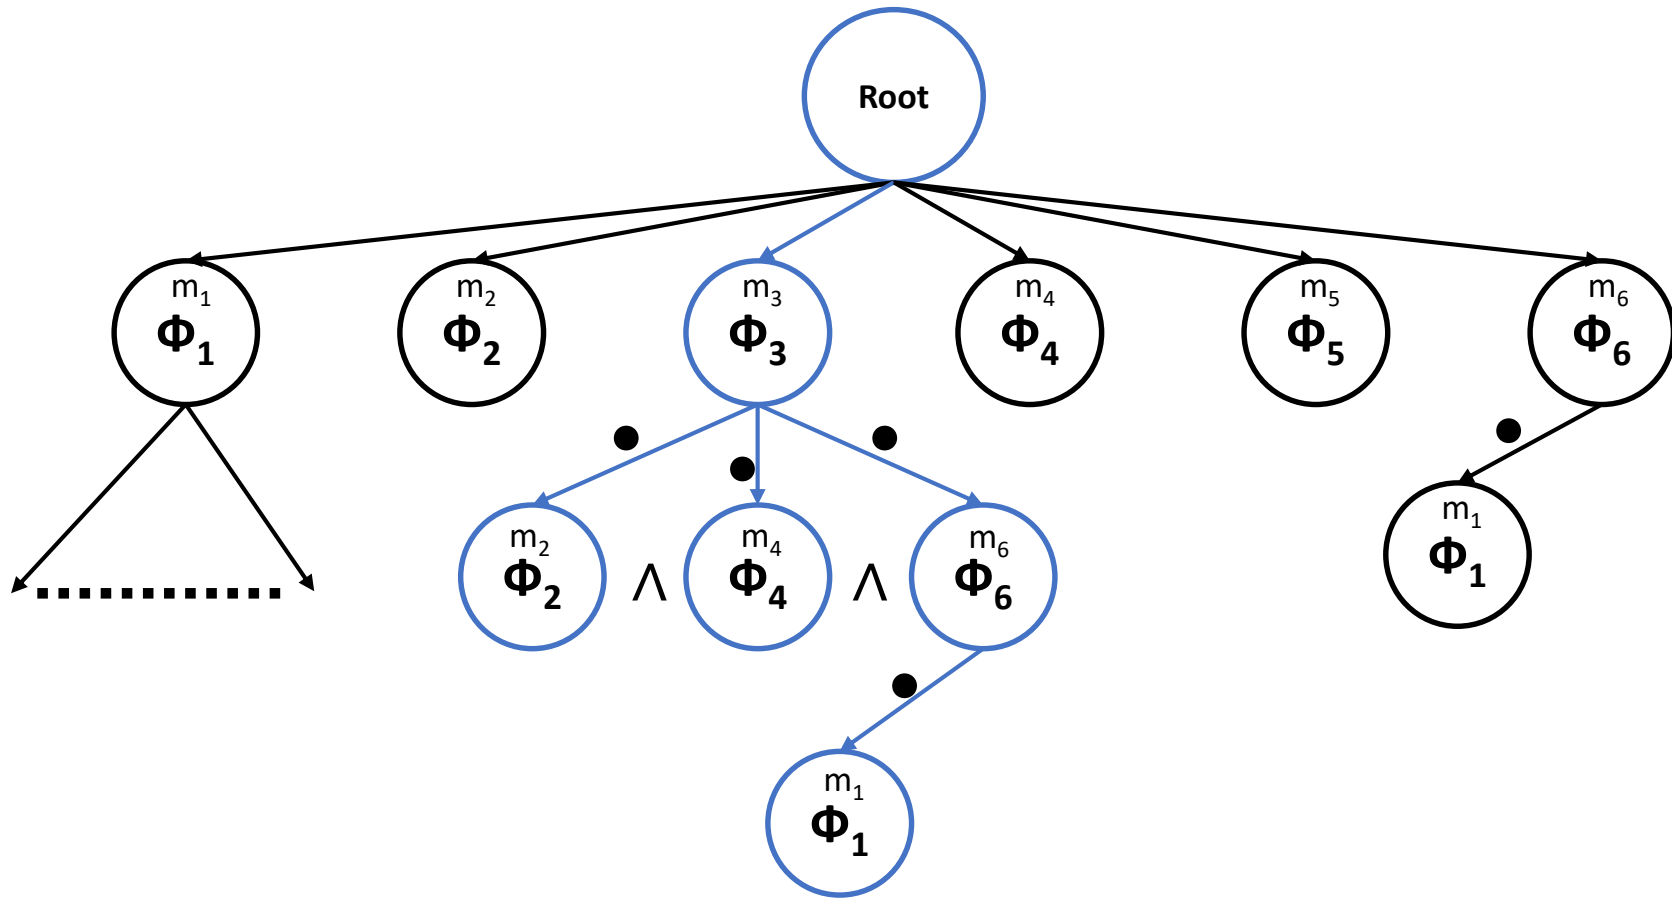 Root
m₁ m₂ m₃ m₄ m₅ m₆
Φ₁ Φ₂ Φ₃ Φ₄ Φ₅ Φ₆
m₁
Φ₁
m₂ m₄ m₆
Φ₂ ∧ Φ₄ ∧ Φ₆
m₁
Φ₁